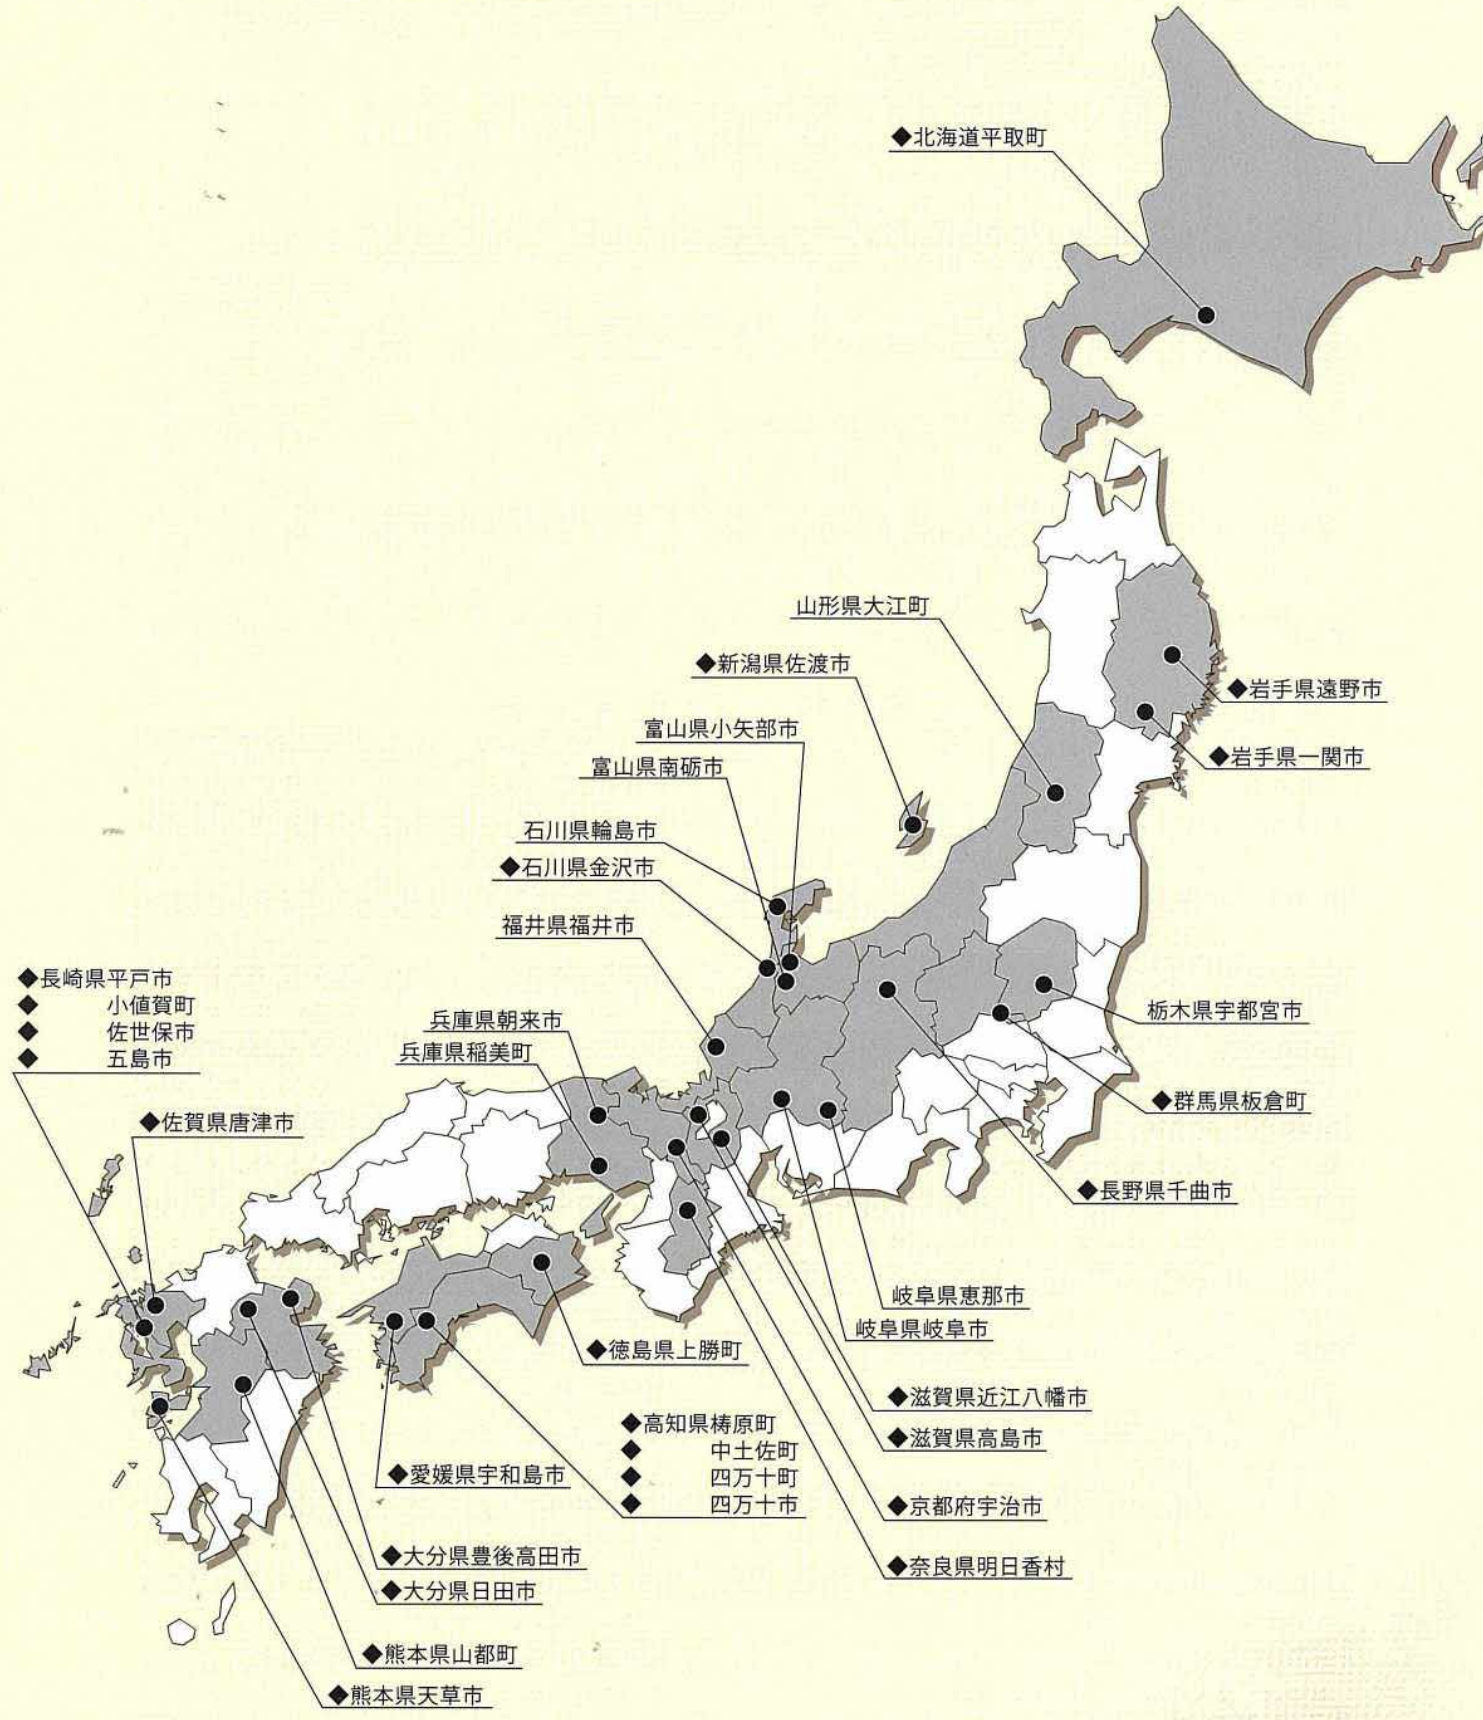 ◆北海道平取町
山形県大江町
◆新潟県佐渡市
◆岩手県遠野市
富山県小矢部市
◆岩手県一関市
富山県南砺市
石川県輪島市
◆石川県金沢市
福井県福井市
◆長崎県平戸市
◆小値賀町
◆佐世保市
◆五島市
栃木県宇都宮市
兵庫県朝来市
兵庫県稲美町
◆群馬県板倉町
◆佐賀県唐津市
◆長野県千曲市
岐阜県恵那市
岐阜県岐阜市
◆徳島県上勝町
◆滋賀県近江八幡市
◆高知県梼原町
◆中土佐町
◆四万十町
◆四万十市
◆滋賀県高島市
◆愛媛県宇和島市
◆京都府宇治市
◆大分県豊後高田市
◆奈良県明日香村
◆大分県日田市
◆熊本県山都町
◆熊本県天草市